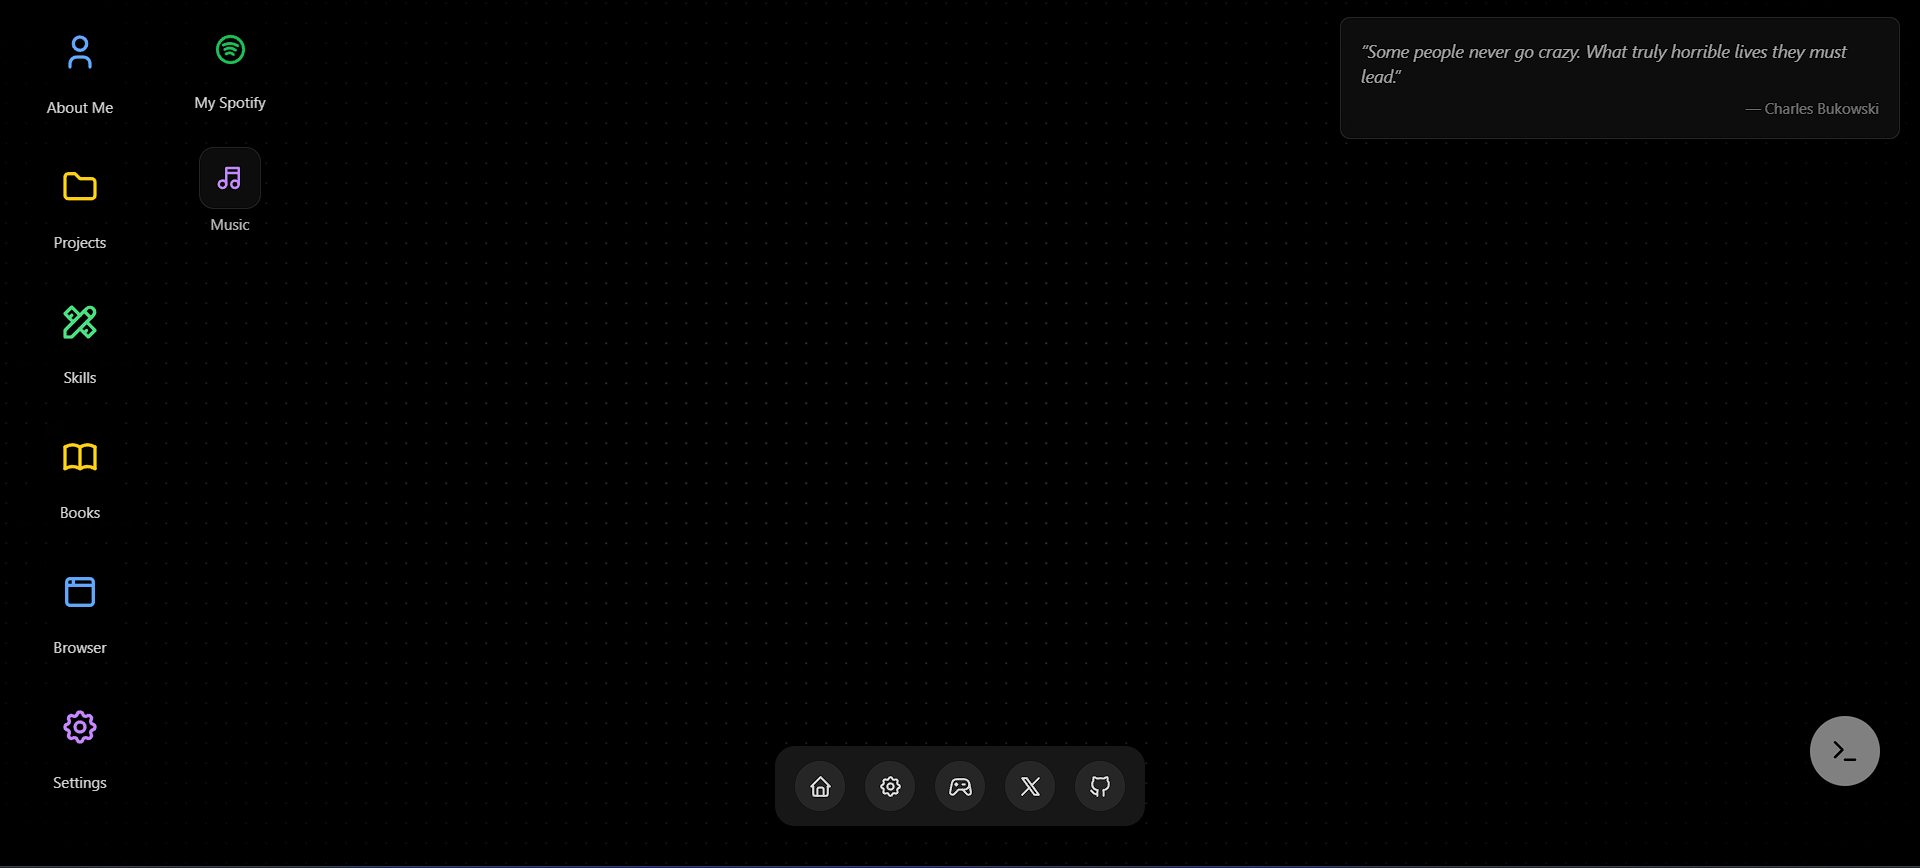 About Me
Projects
Skills
Books
Browser
Settings
My Spotify
Music
“Some people never go crazy. What truly horrible lives they must
lead.”
— Charles Bukowski